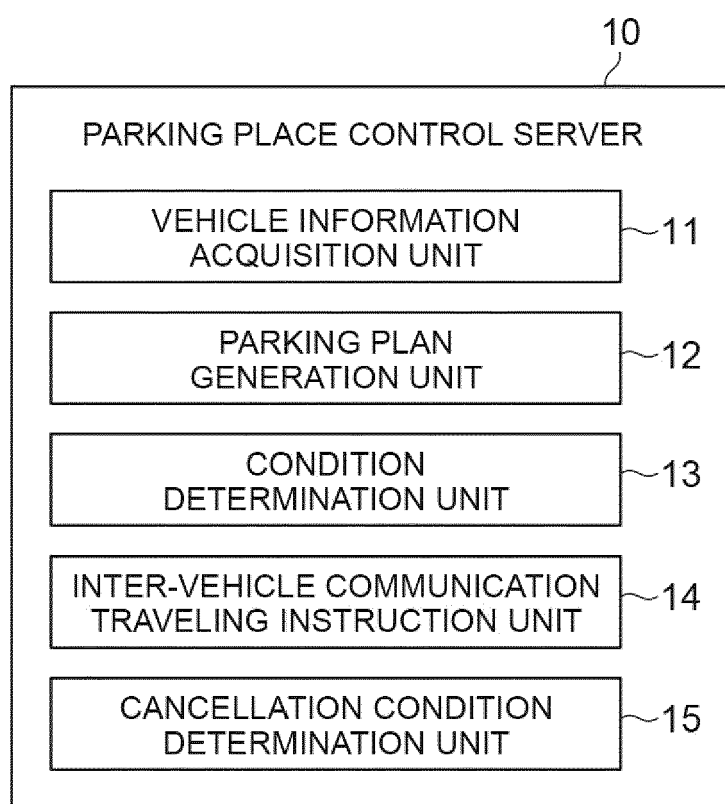 10
PARKING PLACE CONTROL SERVER
VEHICLE INFORMATION
ACQUISITION UNIT
11
PARKING PLAN
GENERATION UNIT
12
CONDITION
DETERMINATION UNIT
13
INTER-VEHICLE COMMUNICATION
TRAVELING INSTRUCTION UNIT
14
CANCELLATION CONDITION
DETERMINATION UNIT
15